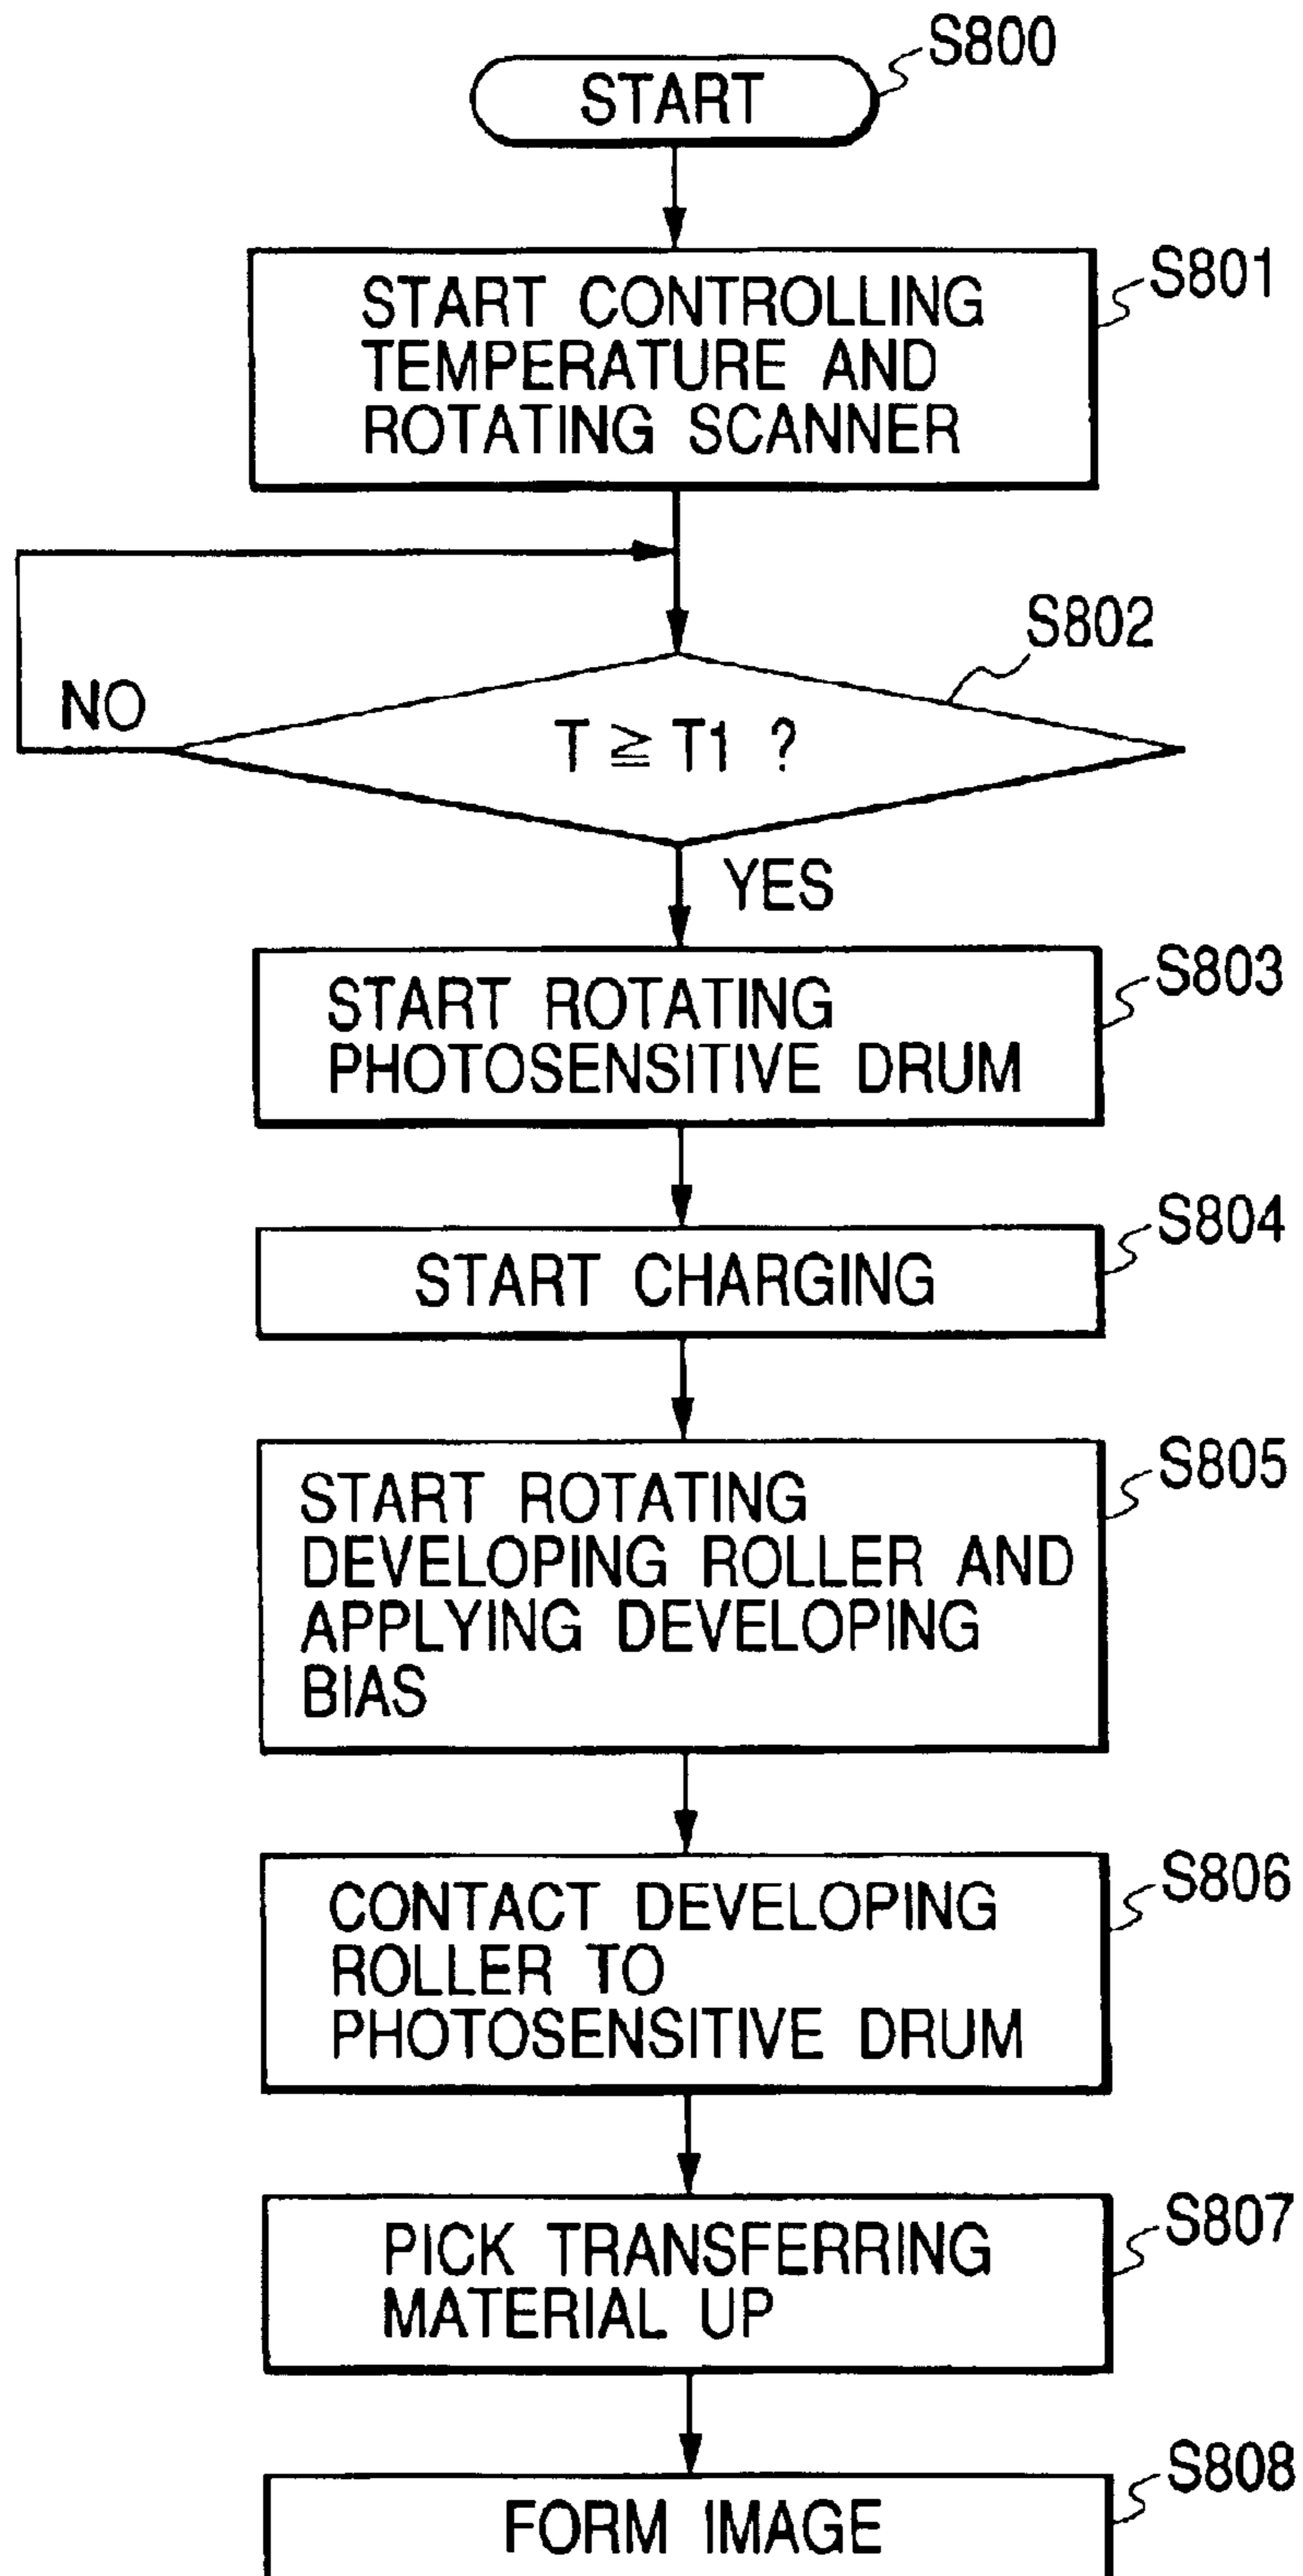 S800
START
S801
START CONTROLLING
TEMPERATURE AND
ROTATING SCANNER
S802
NO
T ≧ T1 ?
YES
S803
START ROTATING
PHOTOSENSITIVE DRUM
S804
START CHARGING
S805
START ROTATING
DEVELOPING ROLLER AND
APPLYING DEVELOPING
BIAS
S806
CONTACT DEVELOPING
ROLLER TO
PHOTOSENSITIVE DRUM
S807
PICK TRANSFERRING
MATERIAL UP
S808
FORM IMAGE